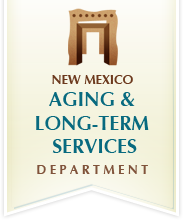 NEW MEXICO
AGING &
LONG-TERM
SERVICES
DEPARTMENT